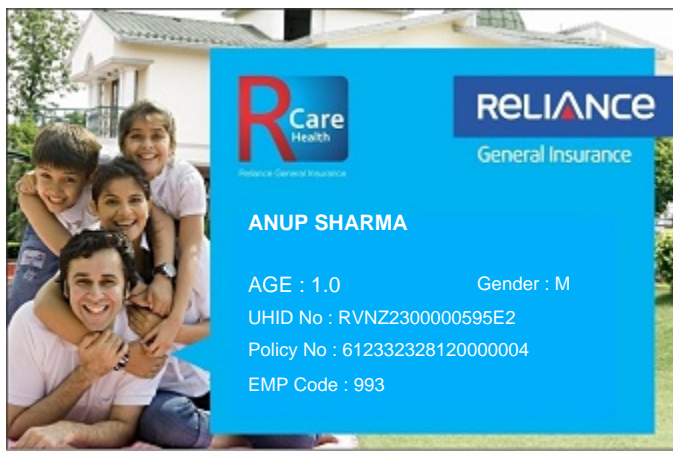 RCare
Health
Reliance General Insurance
RELIANCE
General Insurance
ANUP SHARMA
AGE : 1.0 Gender : M
UHID No : RVNZ2300000595E2
Policy No : 612332328120000004
EMP Code : 993